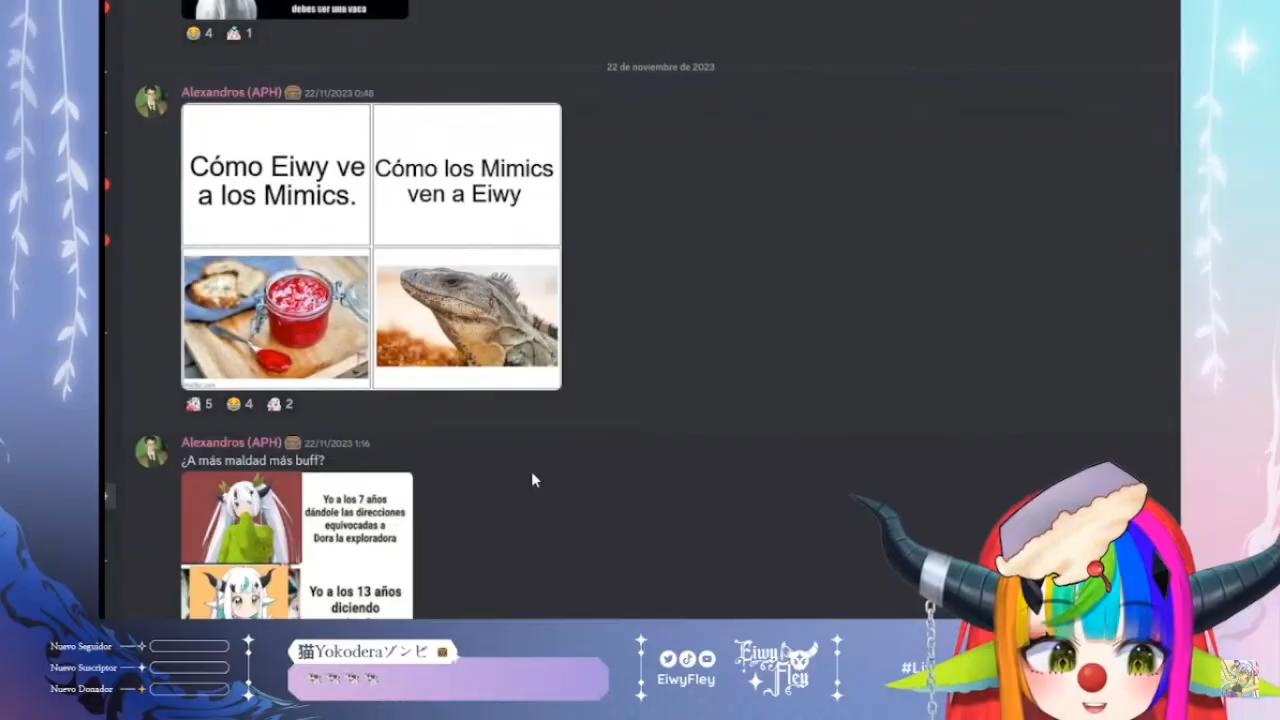 debes ser una vaca
4 1
22 de noviembre de 2023
Alexandros (APH) 22/11/2023 0:48
Cómo Eiwy ve
a los Mimics.
Cómo los Mimics
ven a Eiwy
5 4 2
Alexandros (APH) 22/11/2023 1:16
¿A más maldad más buff?
Yo a los 7 años
dándole las direcciones
equivocadas a
Dora la exploradora
Yo a los 13 años
diciendo
Nuevo Seguidor
Nuevo Suscriptor
Nuevo Donador
猫Yokoderaゾンビ
EiwyFley
Eiwy
Fley
#Li